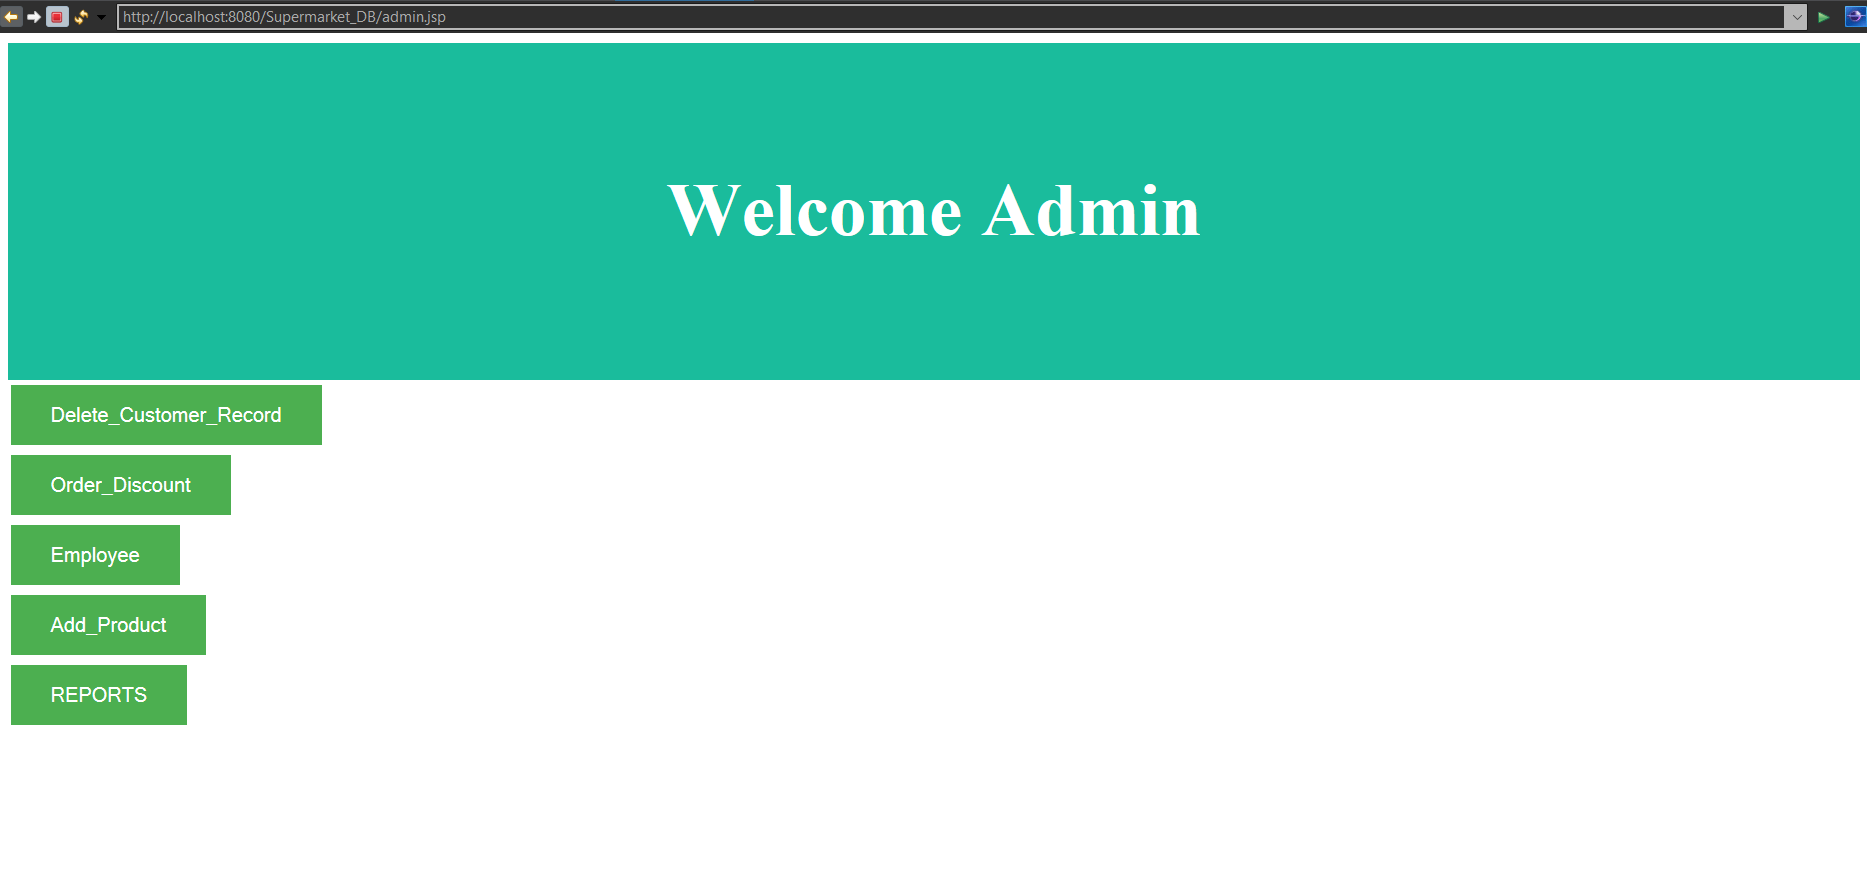 http://localhost:8080/Supermarket_DB/admin.jsp
Welcome Admin
Delete_Customer_Record
Order_Discount
Employee
Add_Product
REPORTS